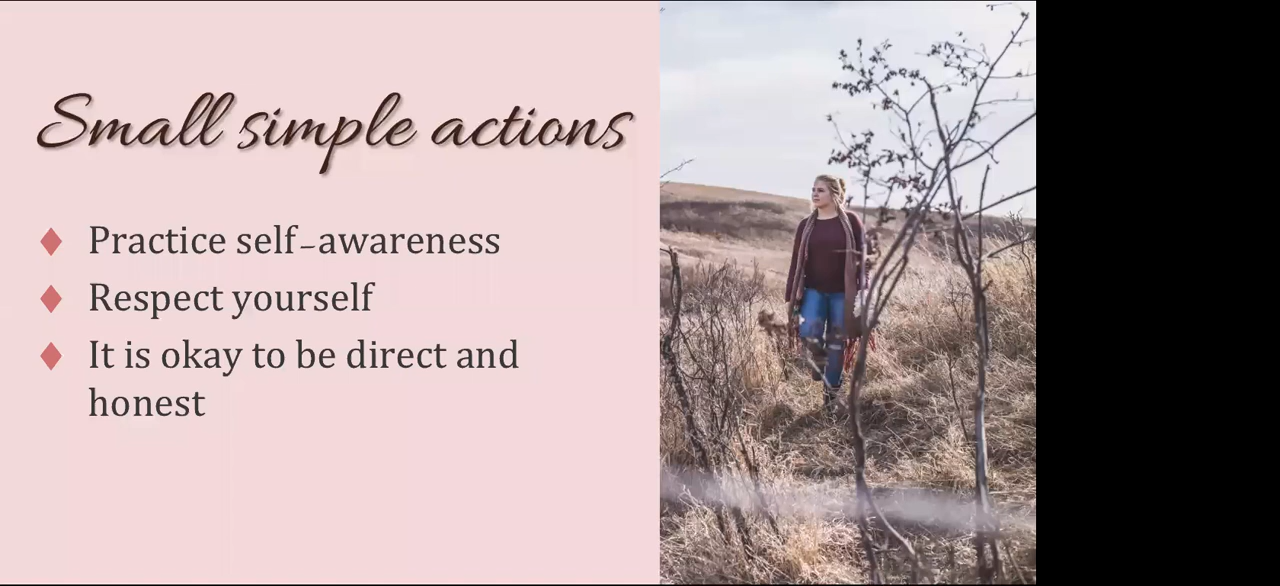 Small simple actions
Practice self-awareness
Respect yourself
It is okay to be direct and
honest